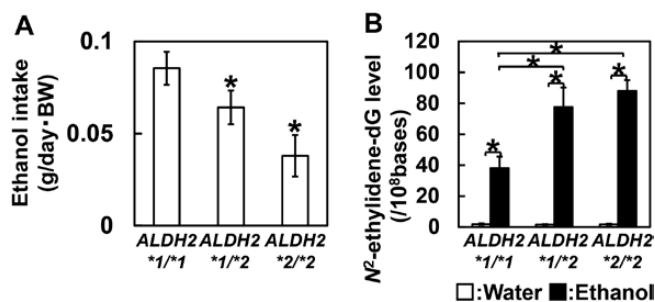 A
Ethanol intake
(g/day·BW)
0.1
0.05
0
*
*
ALDH2 ALDH2 ALDH2
*1/*1 *1/*2 *2/*2
B
N²-ethylidene-dG level
(/10⁸bases)
120
100
80
60
40
20
0
*
*
*
*
*
ALDH2 ALDH2 ALDH2
*1/*1 *1/*2 *2/*2
:Water :Ethanol